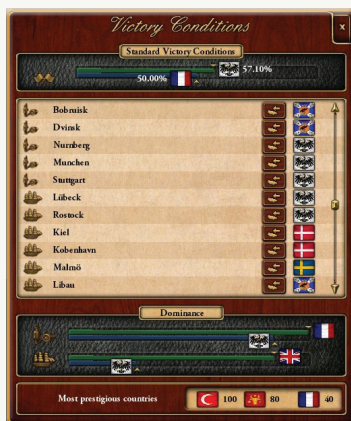 Victory Conditions
x
Standard Victory Conditions
57.10%
50.00%
Bobruisk
Dvinsk
Nurnberg
Munchen
Stuttgart
Lübeck
Rostock
Kiel
Kobenhavn
Malmö
Libau
Dominance
Most prestigious countries 100 80 40